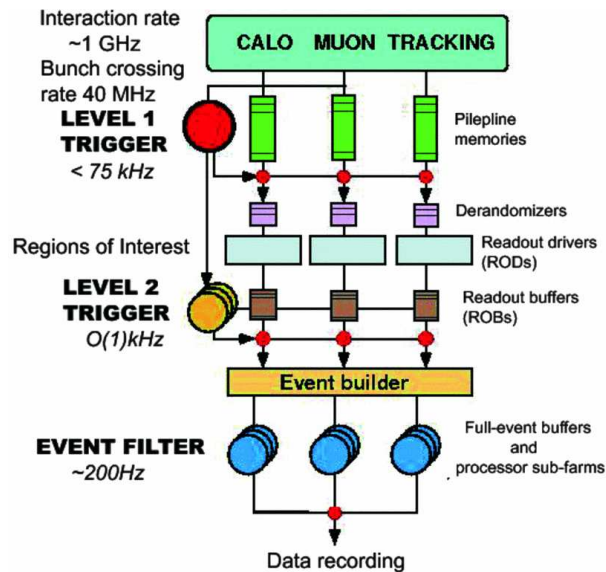 Interaction rate
~1 GHz
Bunch crossing
rate 40 MHz
CALO MUON TRACKING
LEVEL 1
TRIGGER
< 75 kHz
Pilepline
memories
Derandomizers
Regions of Interest
Readout drivers
(RODs)
LEVEL 2
TRIGGER
O(1)kHz
Readout buffers
(ROBs)
Event builder
EVENT FILTER
~200Hz
Full-event buffers
and
processor sub-farms
Data recording